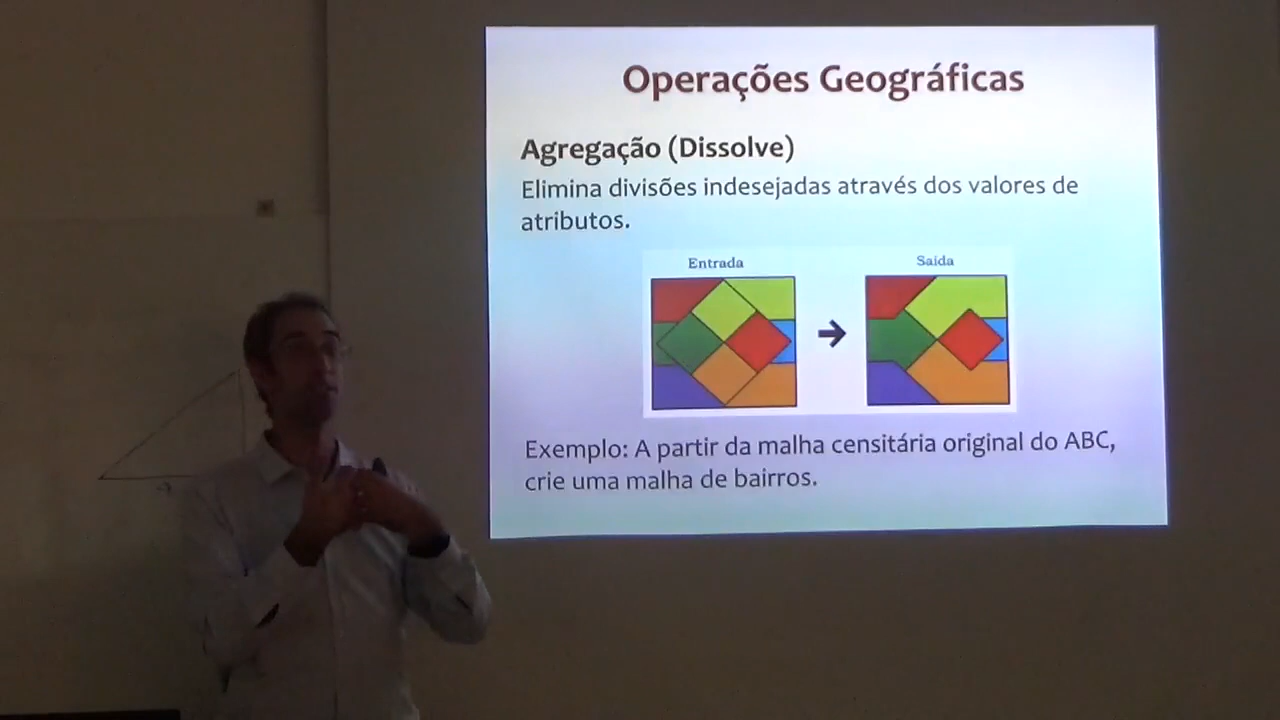 Operações Geográficas
Agregação (Dissolve)
Elimina divisões indesejadas através dos valores de
atributos.
Entrada
Saida
Exemplo: A partir da malha censitária original do ABC,
crie uma malha de bairros.